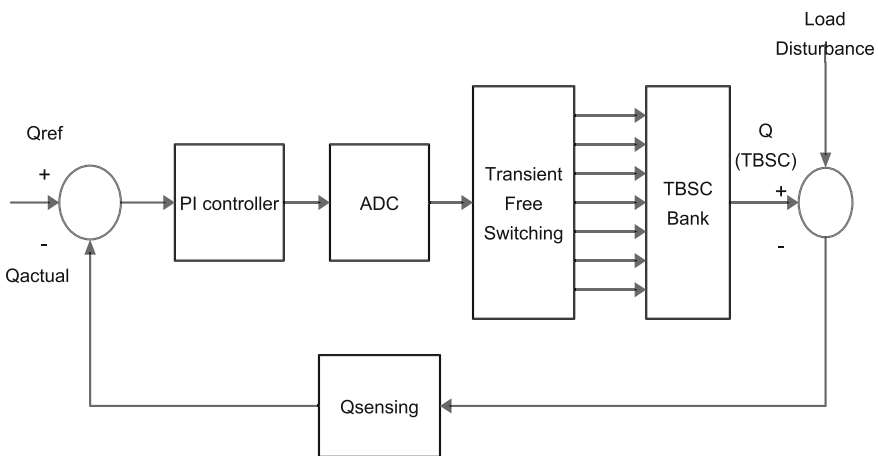 Load
Disturbance
Qref
+
-
Qactual
PI controller
ADC
Transient
Free
Switching
TBSC
Bank
Q
(TBSC)
+
-
Qsensing